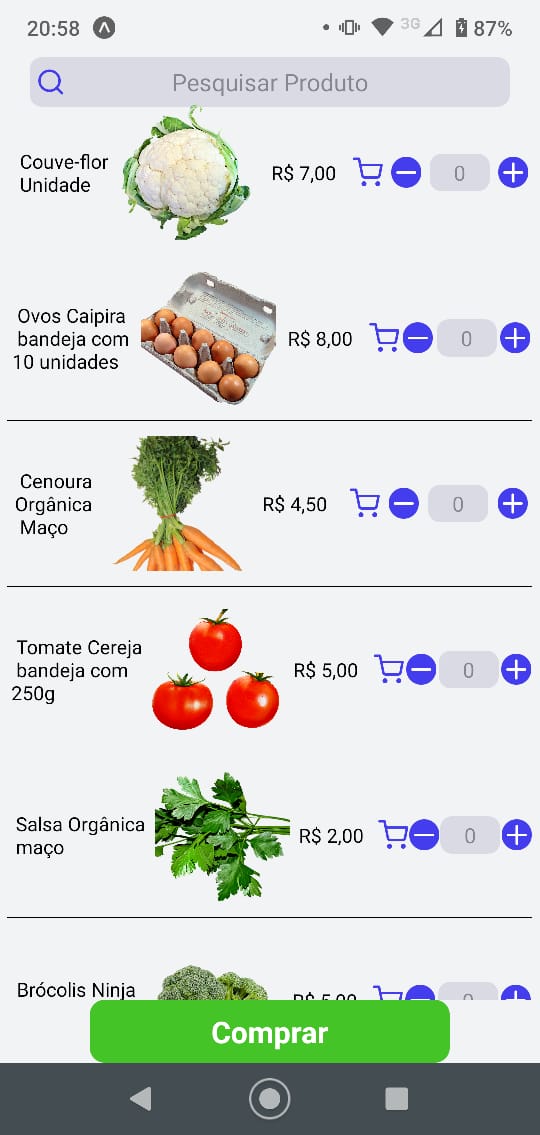 20:58
3G
87%
Pesquisar Produto
Couve-flor
Unidade
R$ 7,00
0
Ovos Caipira
bandeja com
10 unidades
R$ 8,00
0
Cenoura
Orgânica
Maço
R$ 4,50
0
Tomate Cereja
bandeja com
250g
R$ 5,00
0
Salsa Orgânica
maço
R$ 2,00
0
Brócolis Ninja
R$ 5,00
0
Comprar